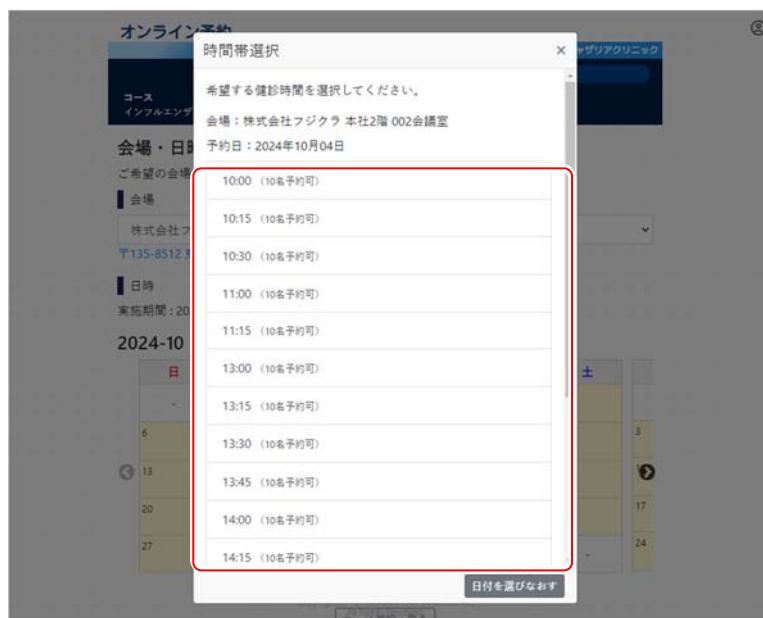 オンライン予約
時間帯選択
×
ャザリアクリニック
希望する健診時間を選択してください。
コース
インフルエンザ
会場：株式会社フジクラ 本社2階 002会議室
会場・日時
予約日：2024年10月04日
ご希望の会場
10:00 （10名予約可）
会場
10:15 （10名予約可）
株式会社フ
〒135-8512
10:30 （10名予約可）
日時
11:00 （10名予約可）
実施期間 : 20
11:15 （10名予約可）
2024-10
13:00 （10名予約可）
日
土
13:15 （10名予約可）
-
13:30 （10名予約可）
6
3
13:45 （10名予約可）
13
14:00 （10名予約可）
20
17
14:15 （10名予約可）
27
-
24
日付を選びなおす